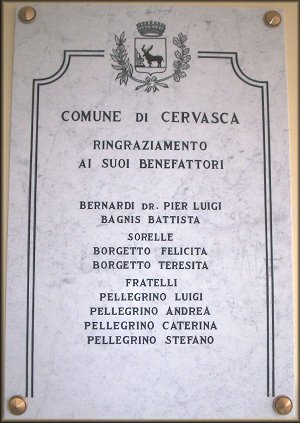 COMUNE DI CERVASCA
RINGRAZIAMENTO
AI SUOI BENEFATTORI
BERNARDI DR. PIER LUIGI
BAGNIS BATTISTA
SORELLE
BORGETTO FELICITA
BORGETTO TERESITA
FRATELLI
PELLEGRINO LUIGI
PELLEGRINO ANDREA
PELLEGRINO CATERINA
PELLEGRINO STEFANO